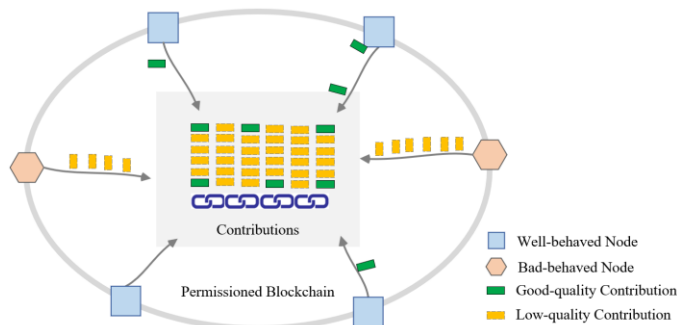 Contributions
Permissioned Blockchain
Well-behaved Node
Bad-behaved Node
Good-quality Contribution
Low-quality Contribution